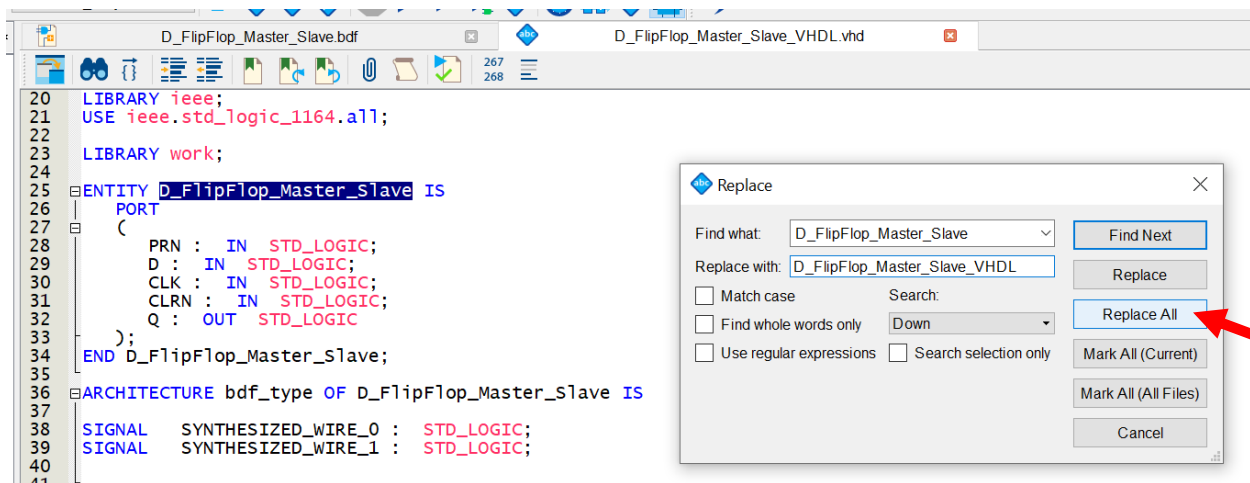 D_FlipFlop_Master_Slave.bdf
abc
D_FlipFlop_Master_Slave_VHDL.vhd
267
268
20 LIBRARY ieee;
21 USE ieee.std_logic_1164.all;
22
23 LIBRARY work;
24
25 ENTITY D_FlipFlop_Master_Slave IS
26 PORT
27 (
28 PRN : IN STD_LOGIC;
29 D : IN STD_LOGIC;
30 CLK : IN STD_LOGIC;
31 CLRN : IN STD_LOGIC;
32 Q : OUT STD_LOGIC
33 );
34 END D_FlipFlop_Master_Slave;
35
36 ARCHITECTURE bdf_type OF D_FlipFlop_Master_Slave IS
37
38 SIGNAL SYNTHESIZED_WIRE_0 : STD_LOGIC;
39 SIGNAL SYNTHESIZED_WIRE_1 : STD_LOGIC;
40
41
abc Replace
Find what: D_FlipFlop_Master_Slave Find Next
Replace with: D_FlipFlop_Master_Slave_VHDL Replace
Match case Search: Replace All
Find whole words only Down
Use regular expressions Search selection only Mark All (Current)
Mark All (All Files)
Cancel